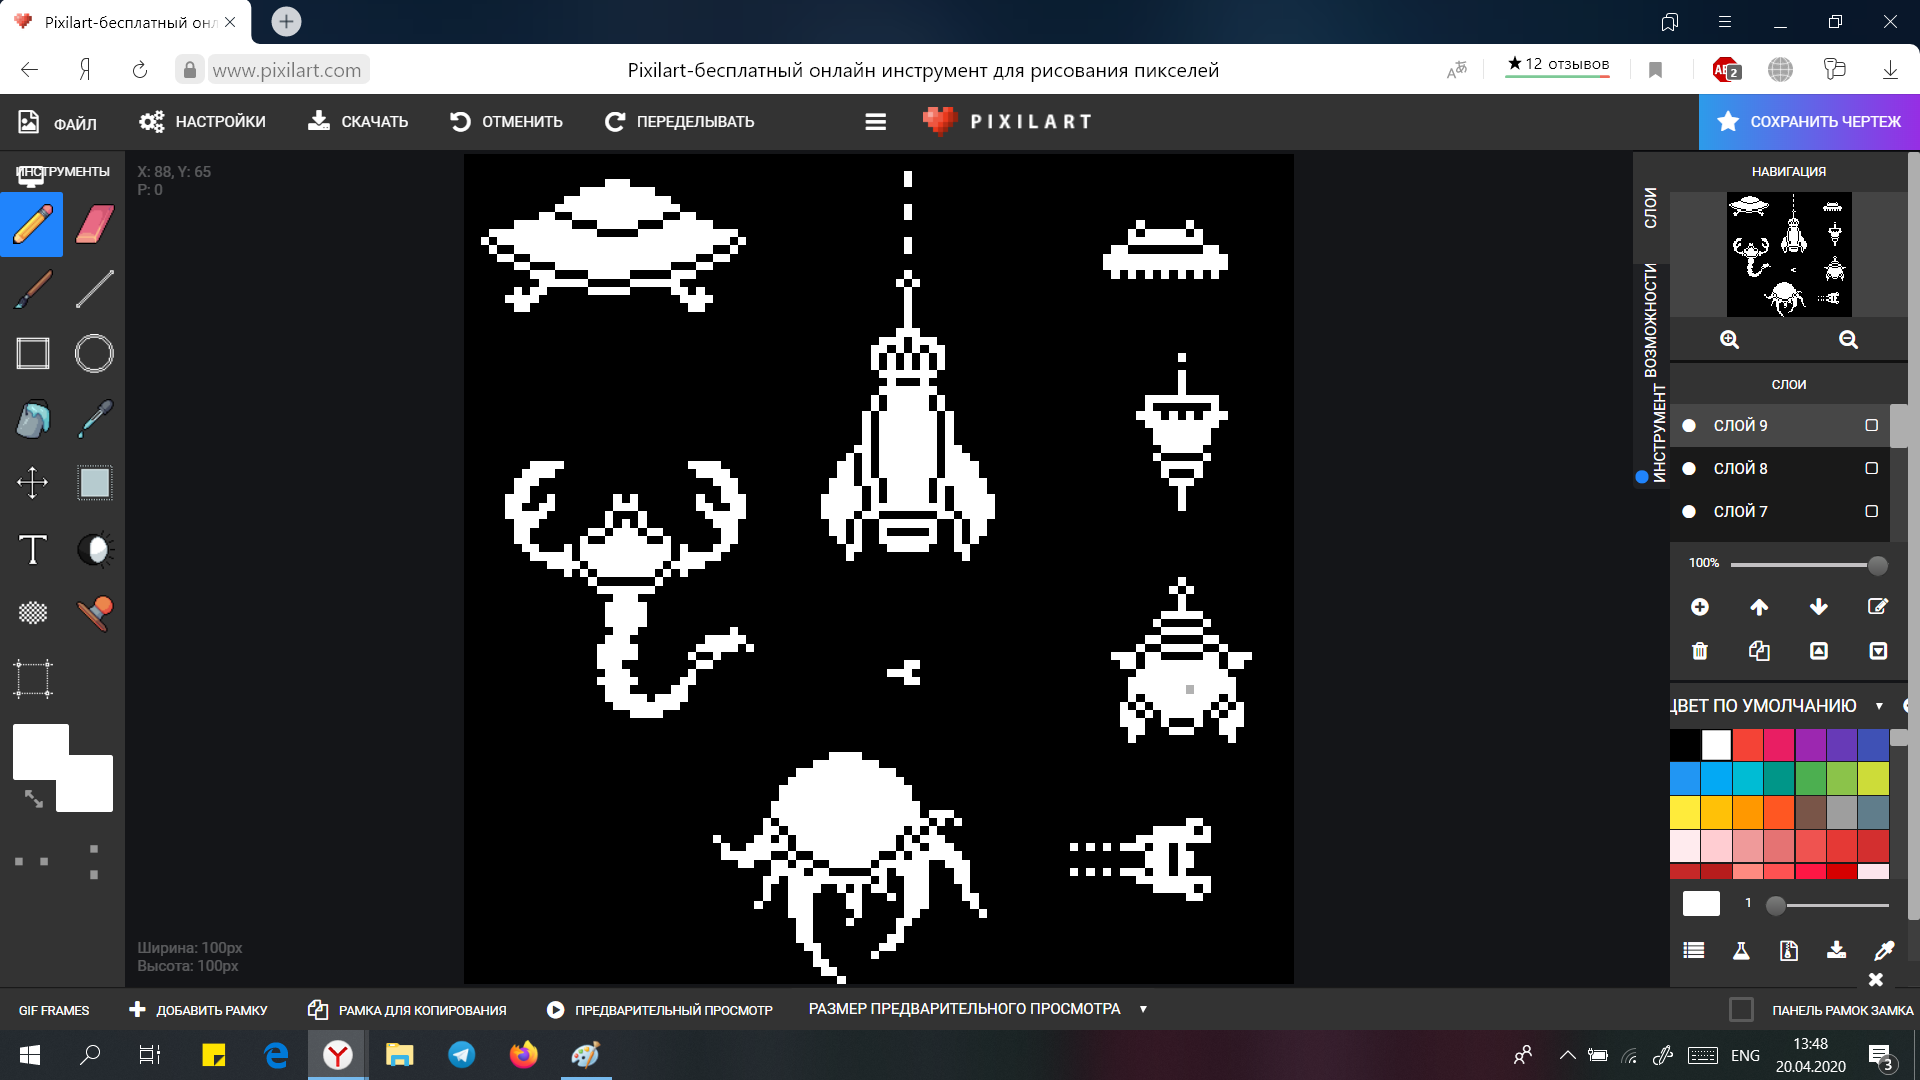 Pixilart-бесплатный онл
www.pixilart.com
Pixilart-бесплатный онлайн инструмент для рисования пикселей
★ 12 отзывов
2
ФАЙЛ
НАСТРОЙКИ
СКАЧАТЬ
ОТМЕНИТЬ
ПЕРЕДЕЛЫВАТЬ
PIXILART
СОХРАНИТЬ ЧЕРТЕЖ
ИНСТРУМЕНТЫ
X: 88, Y: 65
P: 0
НАВИГАЦИЯ
СЛОИ
ВОЗМОЖНОСТИ
ИНСТРУМЕНТ
СЛОИ
СЛОЙ 9
СЛОЙ 8
СЛОЙ 7
100%
ЦВЕТ ПО УМОЛЧАНИЮ
1
Ширина: 100px
Высота: 100px
GIF FRAMES
ДОБАВИТЬ РАМКУ
РАМКА ДЛЯ КОПИРОВАНИЯ
ПРЕДВАРИТЕЛЬНЫЙ ПРОСМОТР
РАЗМЕР ПРЕДВАРИТЕЛЬНОГО ПРОСМОТРА
ПАНЕЛЬ РАМОК ЗАМКА
ENG
13:48
20.04.2020
3